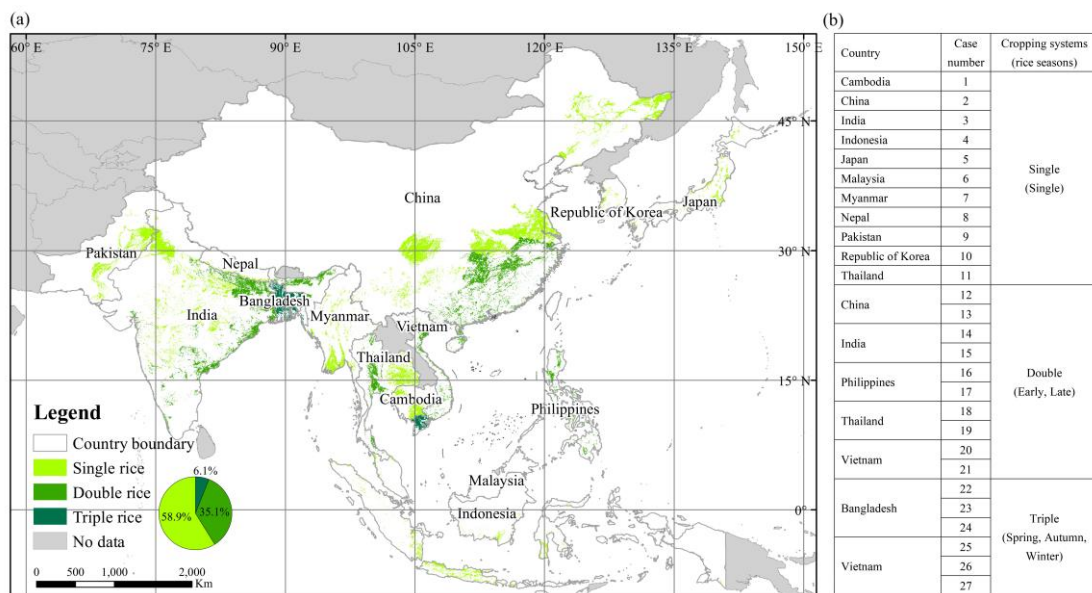 (a)
60° E 75° E 90° E 105° E 120° E 135° E 150° E
45° N
China
Republic of Korea
Japan
30° N
Pakistan
Nepal
Bangladesh
India
Myanmar
Vietnam
Thailand
15° N
Cambodia
Philippines
Malaysia
Indonesia
0°
Legend
Country boundary
Single rice
Double rice
Triple rice
No data
6.1%
58.9%
35.1%
0 500 1,000 2,000
Km
(b)
Country Case number Cropping systems (rice seasons)
Cambodia 1
China 2
India 3
Indonesia 4
Japan 5
Malaysia 6
Myanmar 7
Nepal 8
Pakistan 9
Republic of Korea 10
Thailand 11
Single
(Single)
China 12
13
India 14
15
Philippines 16
17
Thailand 18
19
Vietnam 20
21
Double
(Early, Late)
Bangladesh 22
23
24
Vietnam 25
26
27
Triple
(Spring, Autumn,
Winter)